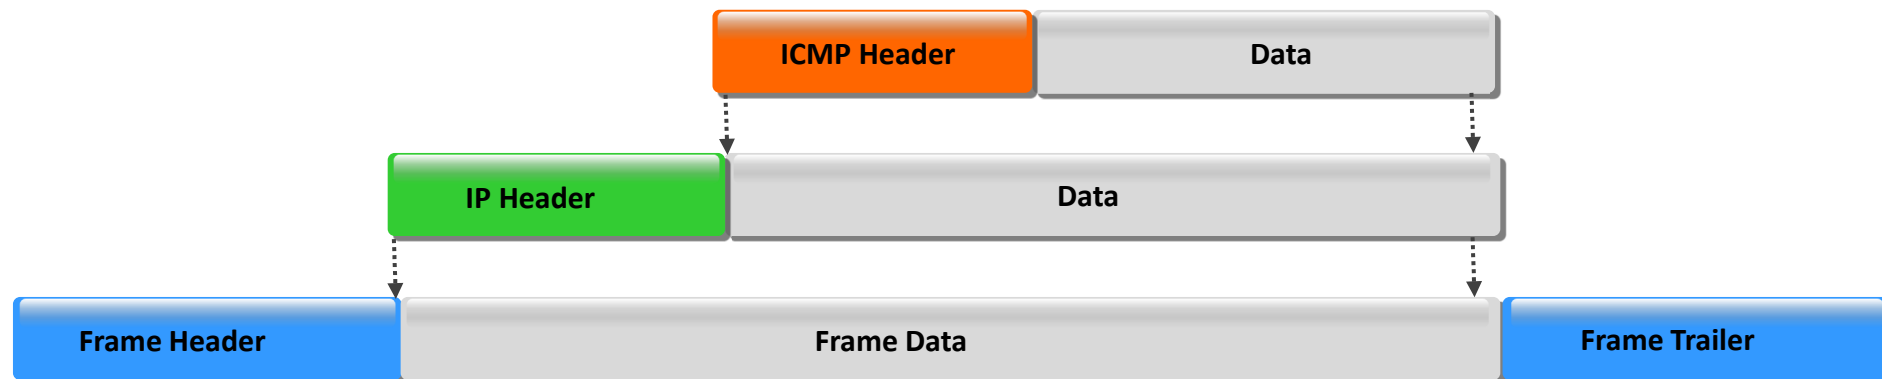 ICMP Header
Data
IP Header
Data
Frame Header
Frame Data
Frame Trailer